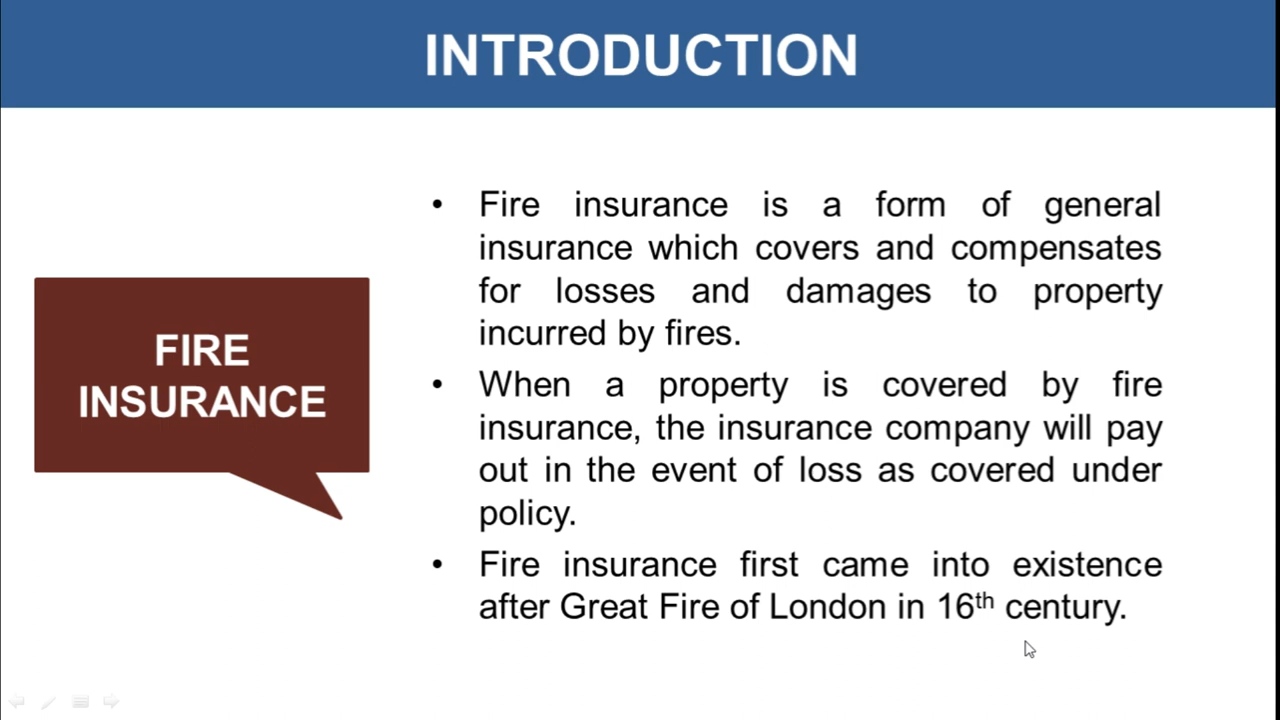 INTRODUCTION
FIRE
INSURANCE
• Fire insurance is a form of general
insurance which covers and compensates
for losses and damages to property
incurred by fires.
• When a property is covered by fire
insurance, the insurance company will pay
out in the event of loss as covered under
policy.
• Fire insurance first came into existence
after Great Fire of London in 16th century.